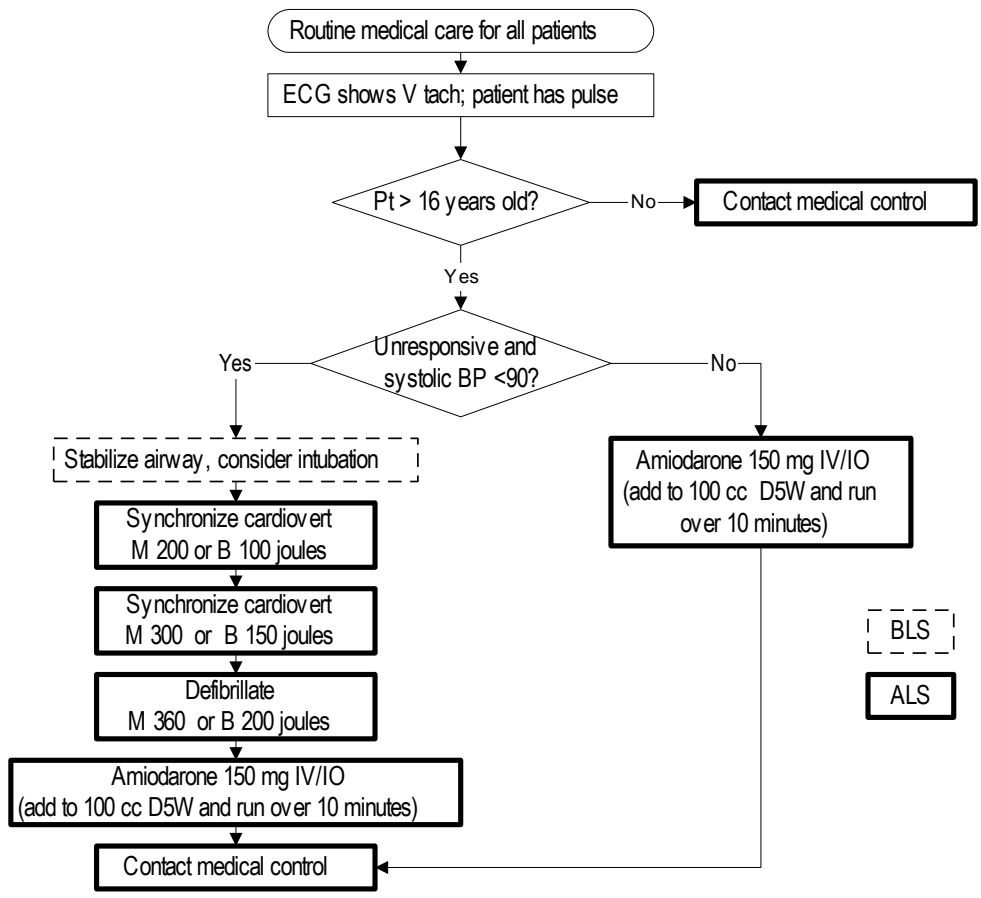 Routine medical care for all patients
ECG shows V tach; patient has pulse
Pt > 16 years old?
No
Contact medical control
Yes
Unresponsive and
systolic BP <90?
Yes
No
Stabilize airway, consider intubation
Synchronize cardiovert
M 200 or B 100 joules
Synchronize cardiovert
M 300 or B 150 joules
Defibrillate
M 360 or B 200 joules
Amiodarone 150 mg IV/IO
(add to 100 cc D5W and run over 10 minutes)
Contact medical control
Amiodarone 150 mg IV/IO
(add to 100 cc D5W and run
over 10 minutes)
BLS
ALS